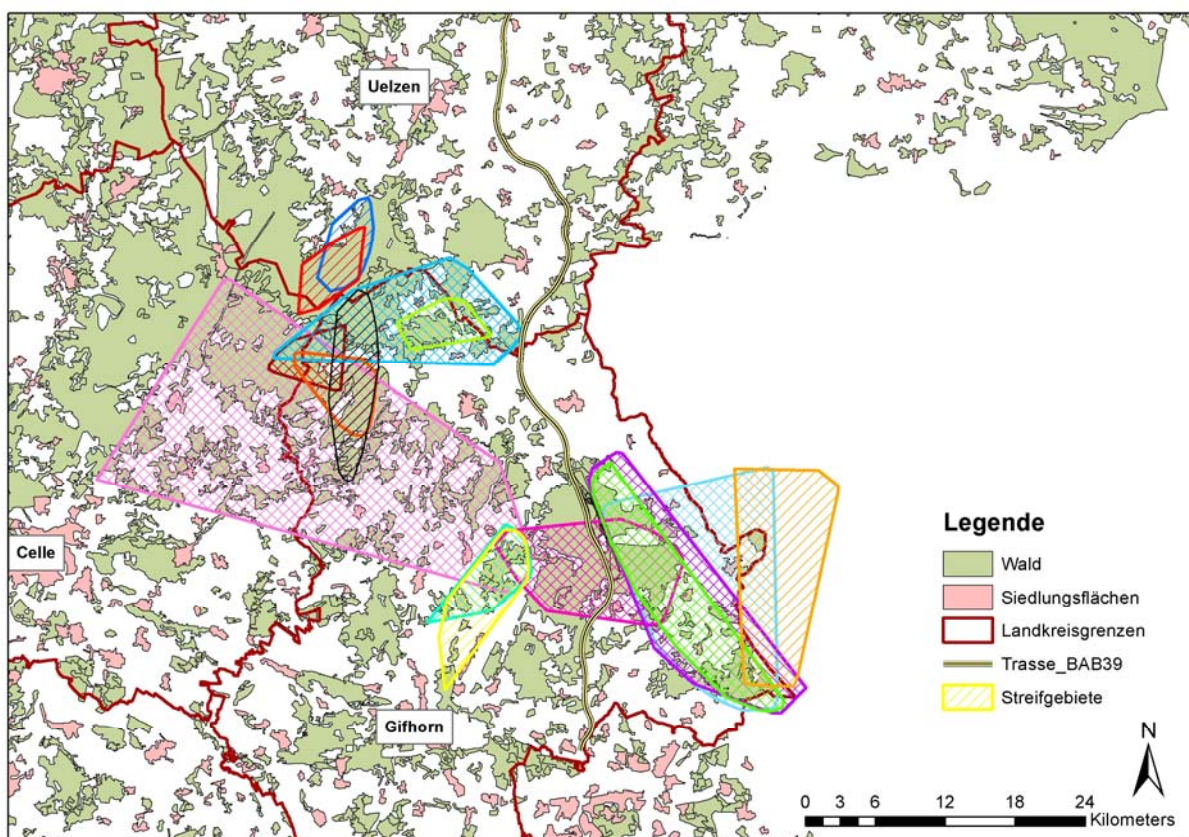 Uelzen
Celle
Gifhorn
Legende
Wald
Siedlungsflächen
Landkreisgrenzen
Trasse_BAB39
Streifgebiete
N
0 3 6 12 18 24
Kilometers